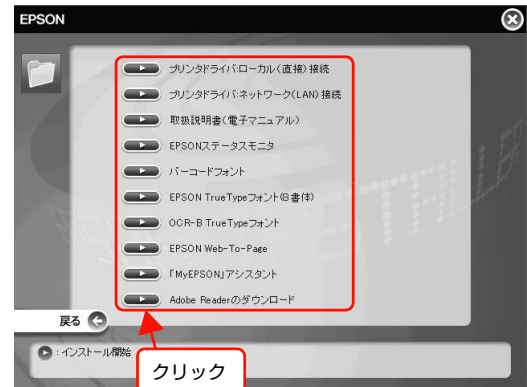 EPSON
プリンタドライバ:ローカル(直接)接続
プリンタドライバ:ネットワーク(LAN)接続
取扱説明書(電子マニュアル)
EPSONステータスモニタ
バーコードフォント
EPSON TrueTypeフォント(8書体)
OCR-B TrueTypeフォント
EPSON Web-To-Page
「MyEPSON」アシスタント
Adobe Readerのダウンロード
戻る
:インストール開始
クリック